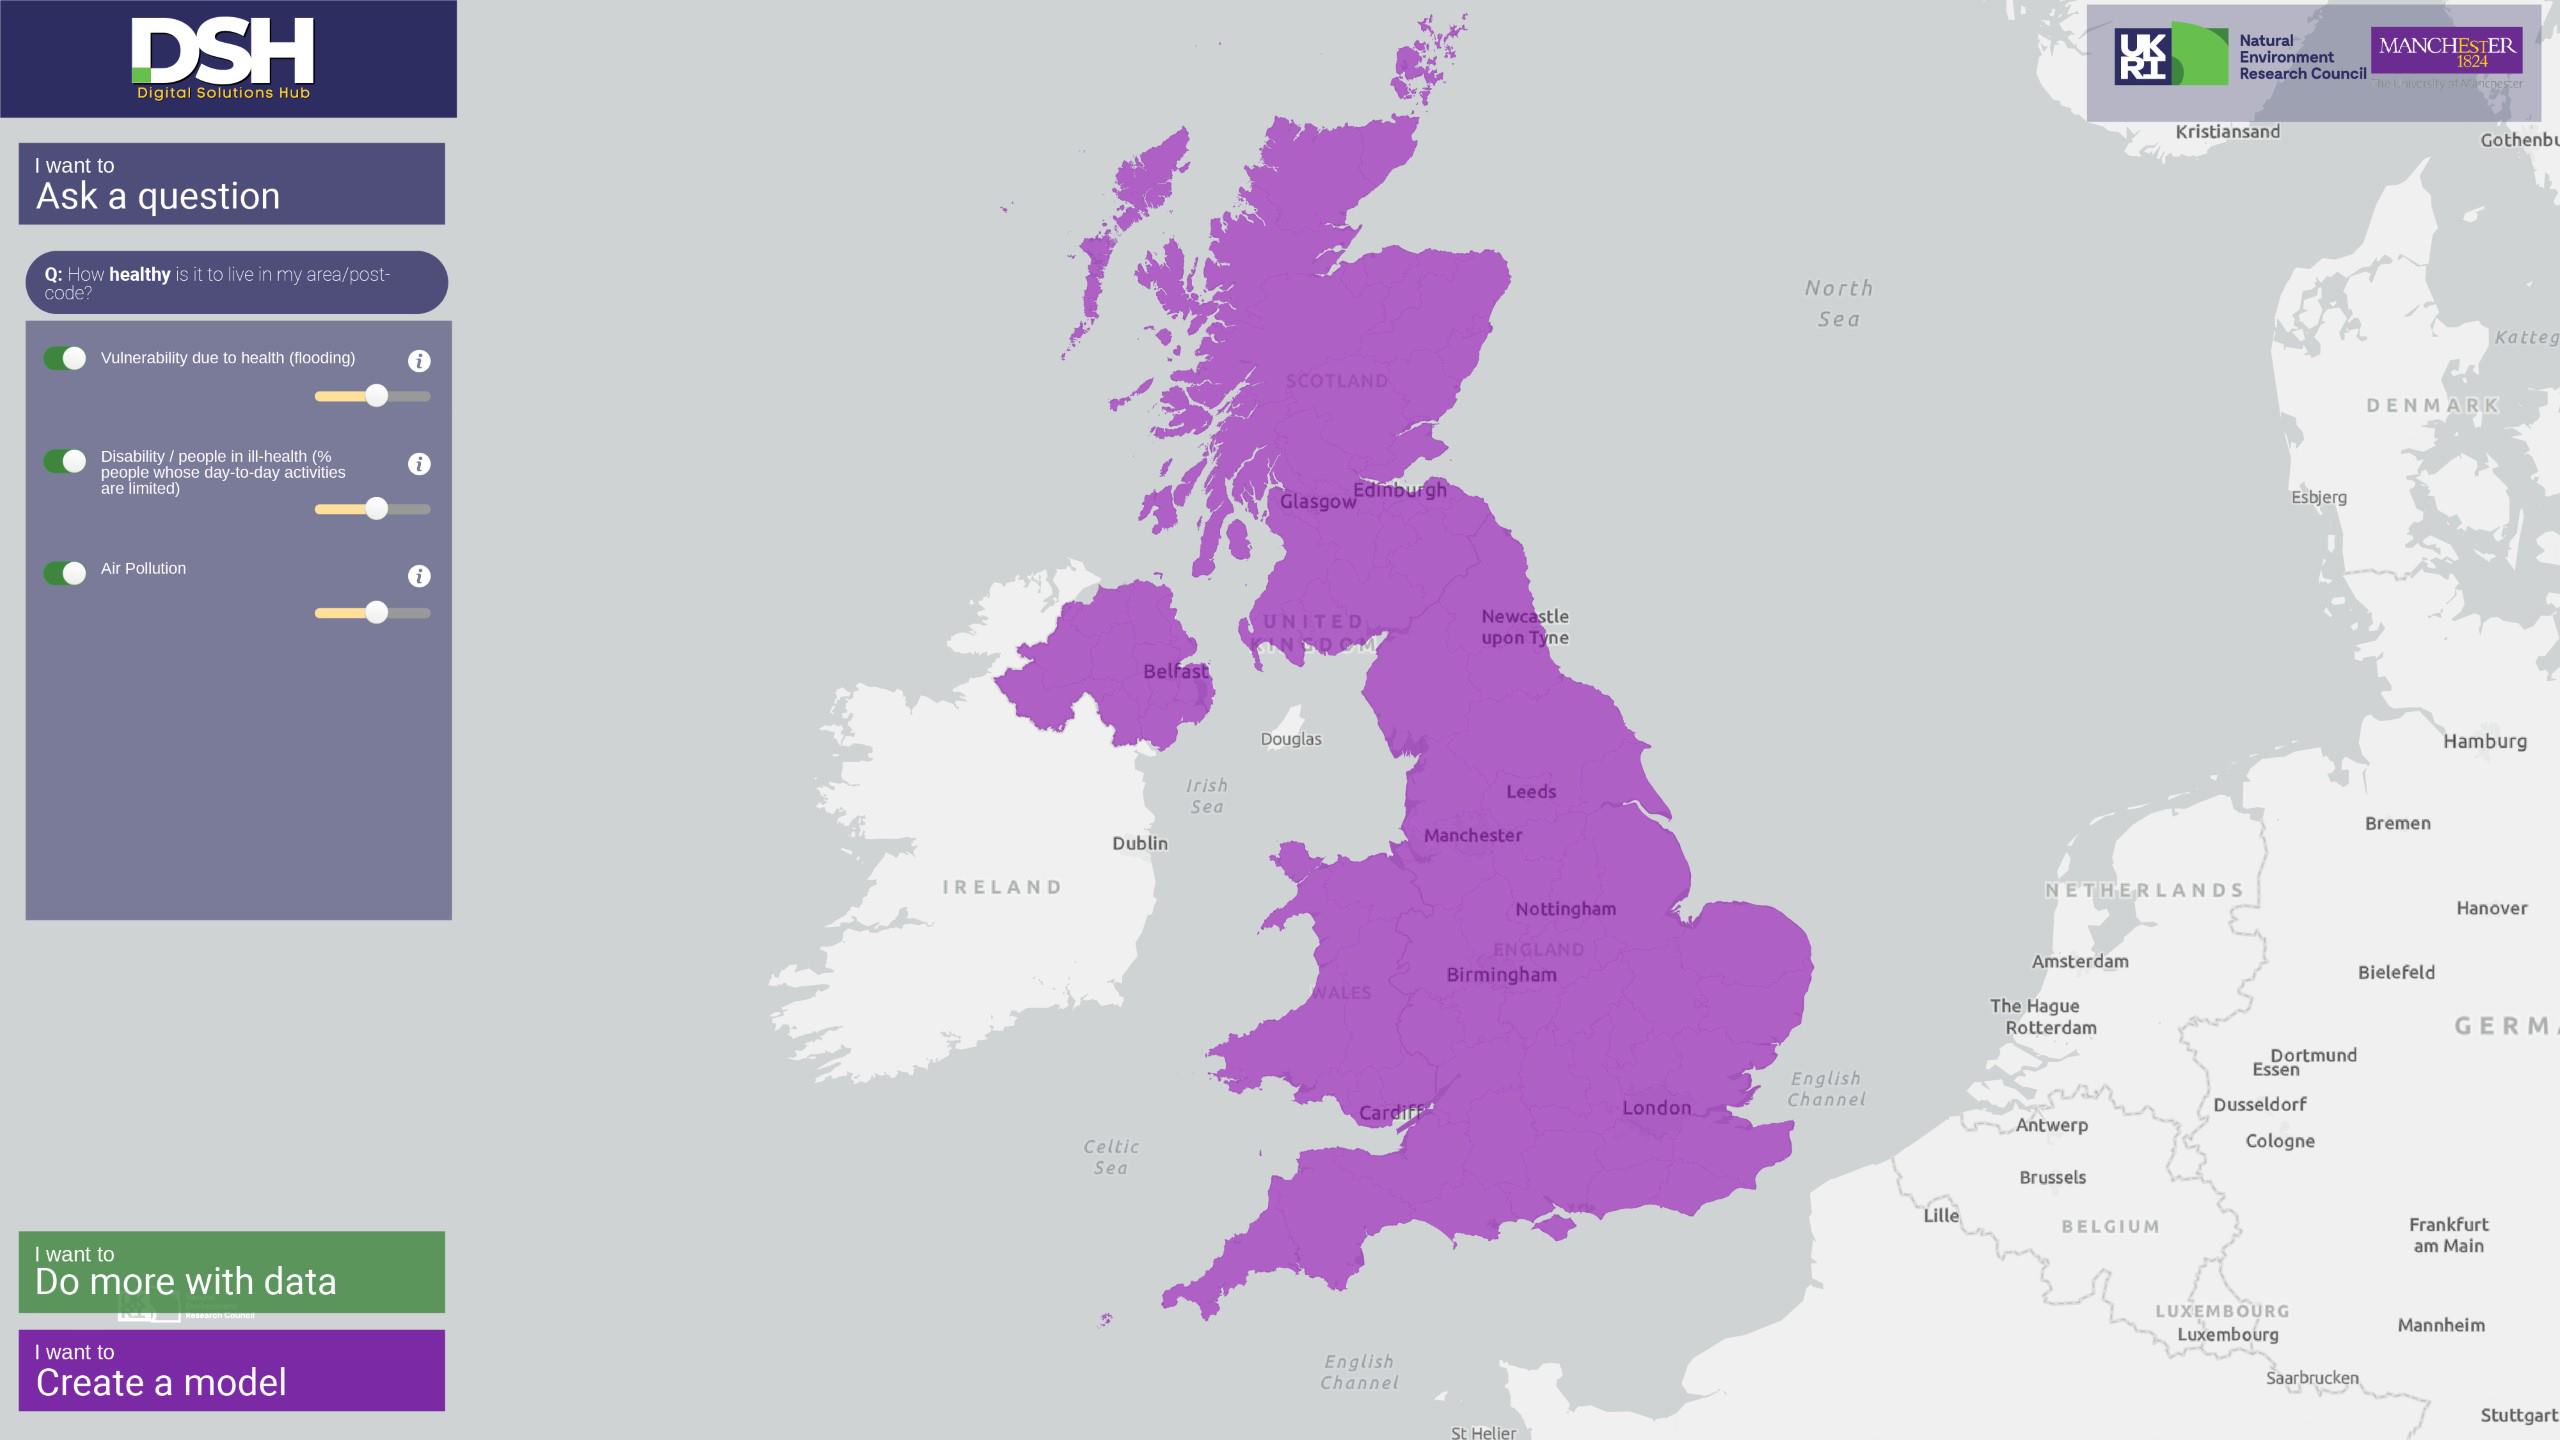 DSH
Digital Solutions Hub
I want to
Ask a question
Q: How healthy is it to live in my area/post-
code?
Vulnerability due to health (flooding)
Disability / people in ill-health (%
people whose day-to-day activities
are limited)
Air Pollution
I want to
Do more with data
Research Council
I want to
Create a model
UK
RI
Natural
Environment
Research Council
MANCHESTER
1824
The University of Manchester
Kristiansand
Gothenbu
North
Sea
Katteg
SCOTLAND
DENMARK
Edinburgh
Glasgow
Esbjerg
UNITED
KINGDOM
Newcastle
upon Tyne
Belfast
Douglas
Hamburg
Irish
Sea
Leeds
Bremen
Manchester
Dublin
IRELAND
NETHERLANDS
Nottingham
Hanover
ENGLAND
Birmingham
Amsterdam
Bielefeld
WALES
The Hague
Rotterdam
GERMA
Dortmund
Essen
English
Channel
Cardiff
London
Dusseldorf
Antwerp
Cologne
Celtic
Sea
Brussels
Lille
BELGIUM
Frankfurt
am Main
LUXEMBOURG
Luxembourg
Mannheim
English
Channel
Saarbrucken
Stuttgart
St Helier